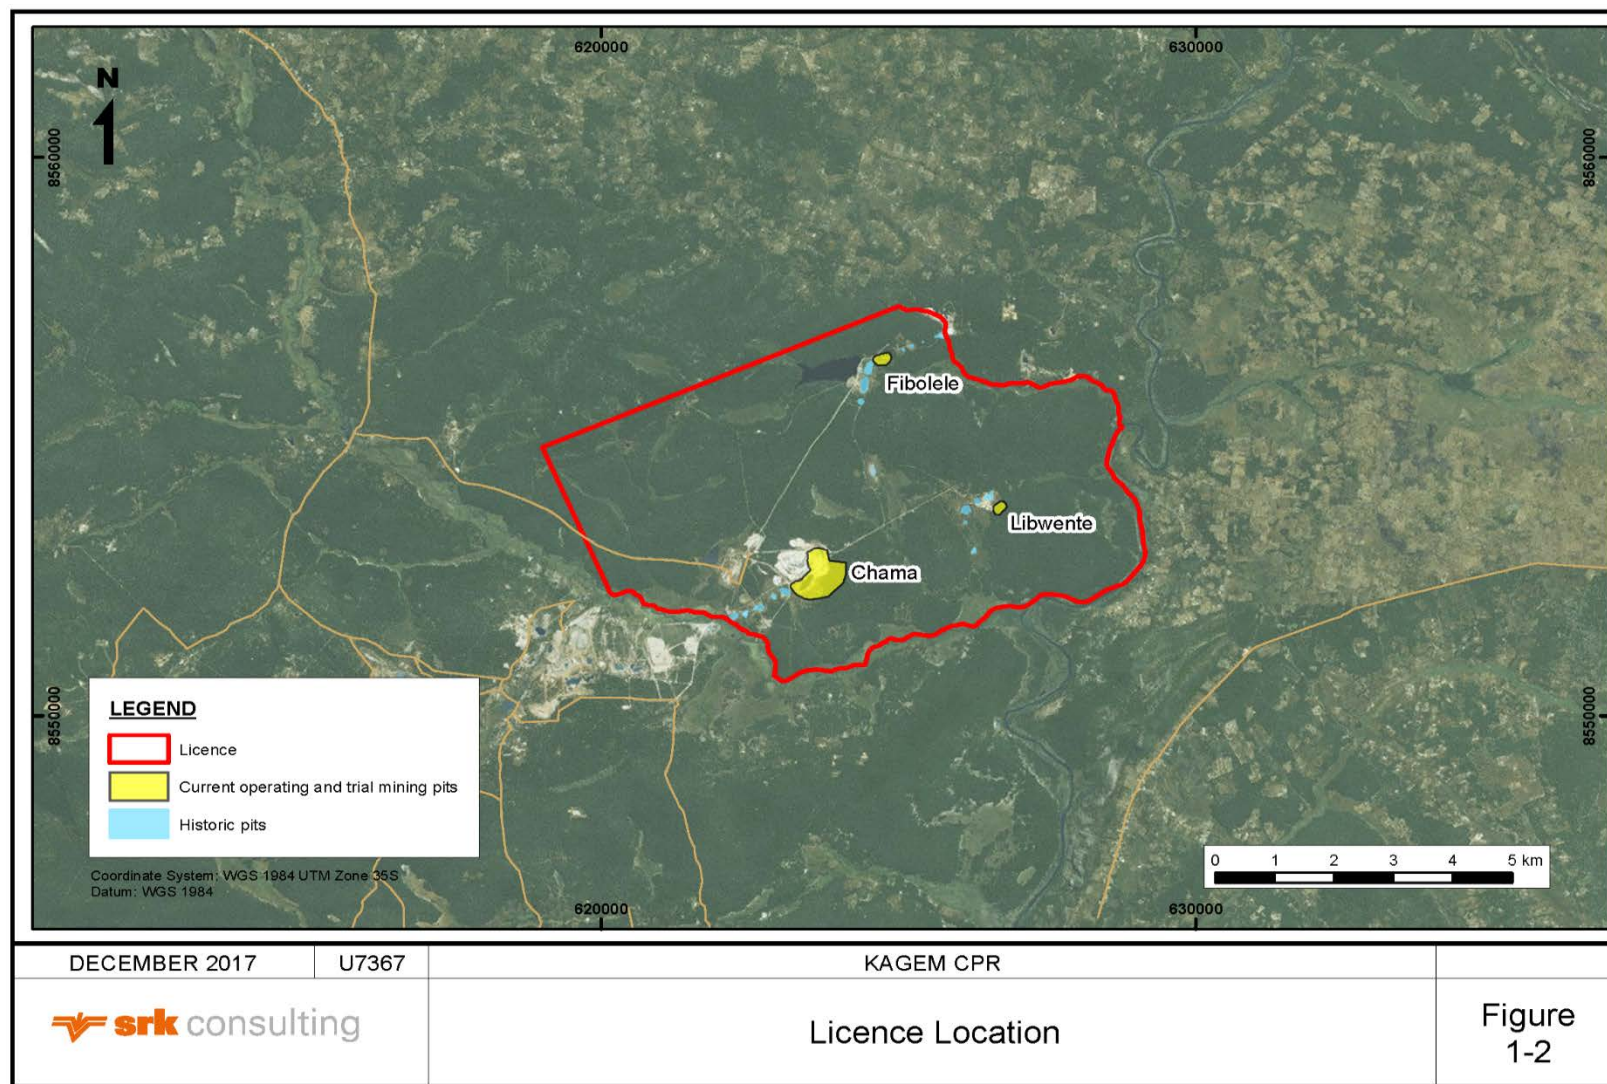 620000
630000
N
8560000
8560000
Fibolele
Libwente
Chama
8550000
8550000
LEGEND
Licence
Current operating and trial mining pits
Historic pits
Coordinate System: WGS 1984 UTM Zone 35S
Datum: WGS 1984
0 1 2 3 4 5 km
620000
630000
DECEMBER 2017
U7367
KAGEM CPR
srk consulting
Licence Location
Figure
1-2